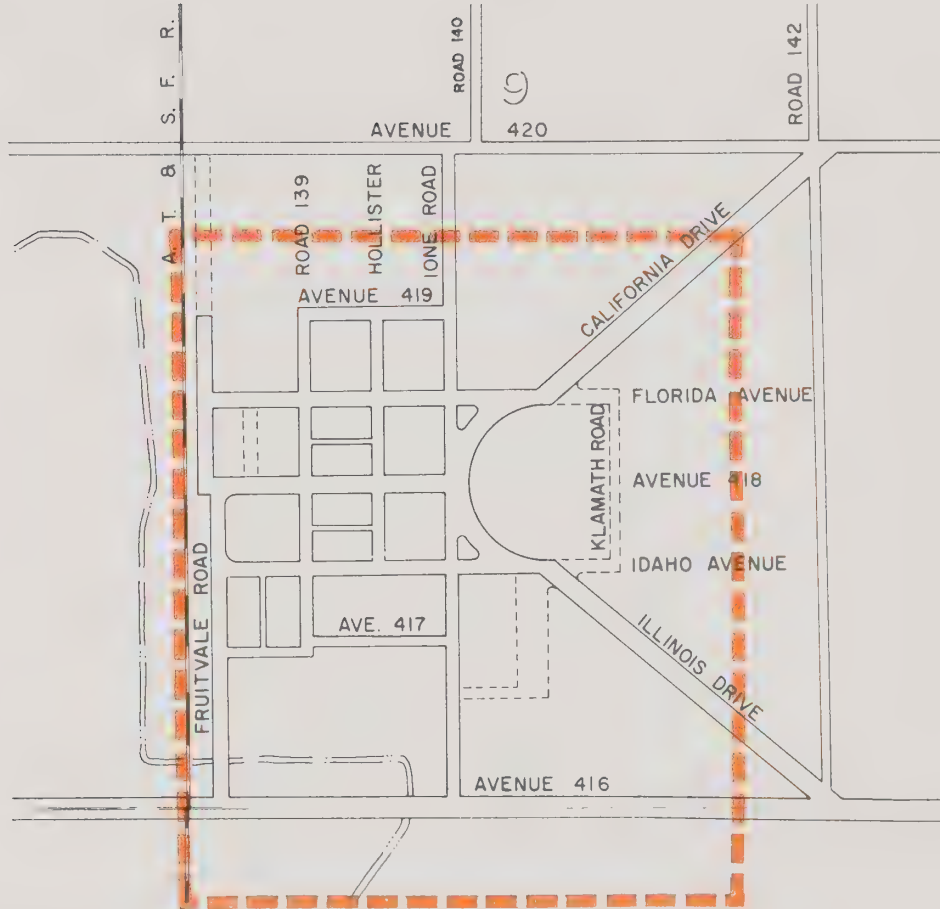 A. T. & S. F. R.
ROAD 140
ROAD 142
AVENUE 420
ROAD 139
HOLLISTER
IONE ROAD
CALIFORNIA DRIVE
AVENUE 419
FLORIDA AVENUE
KLAMATH ROAD
AVENUE 418
IDAHO AVENUE
FRUITVALE ROAD
AVE. 417
ILLINOIS DRIVE
AVENUE 416